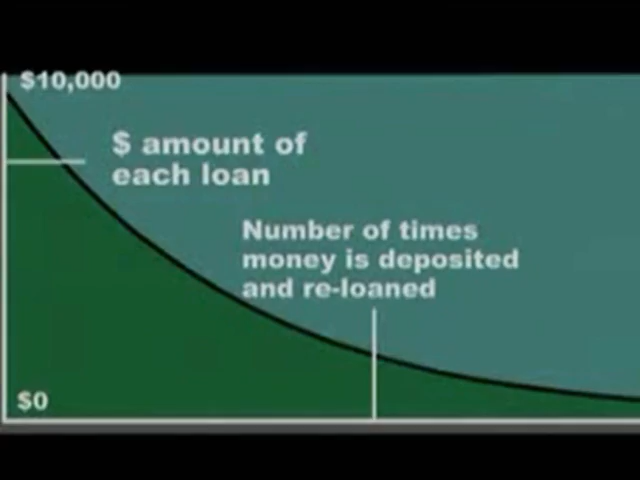 $10,000
$ amount of
each loan
Number of times
money is deposited
and re-loaned
$0